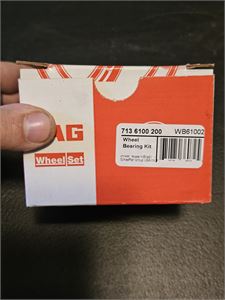 AG
713 6100 200
WB61002
Wheel
Bearing Kit
Wheel Set